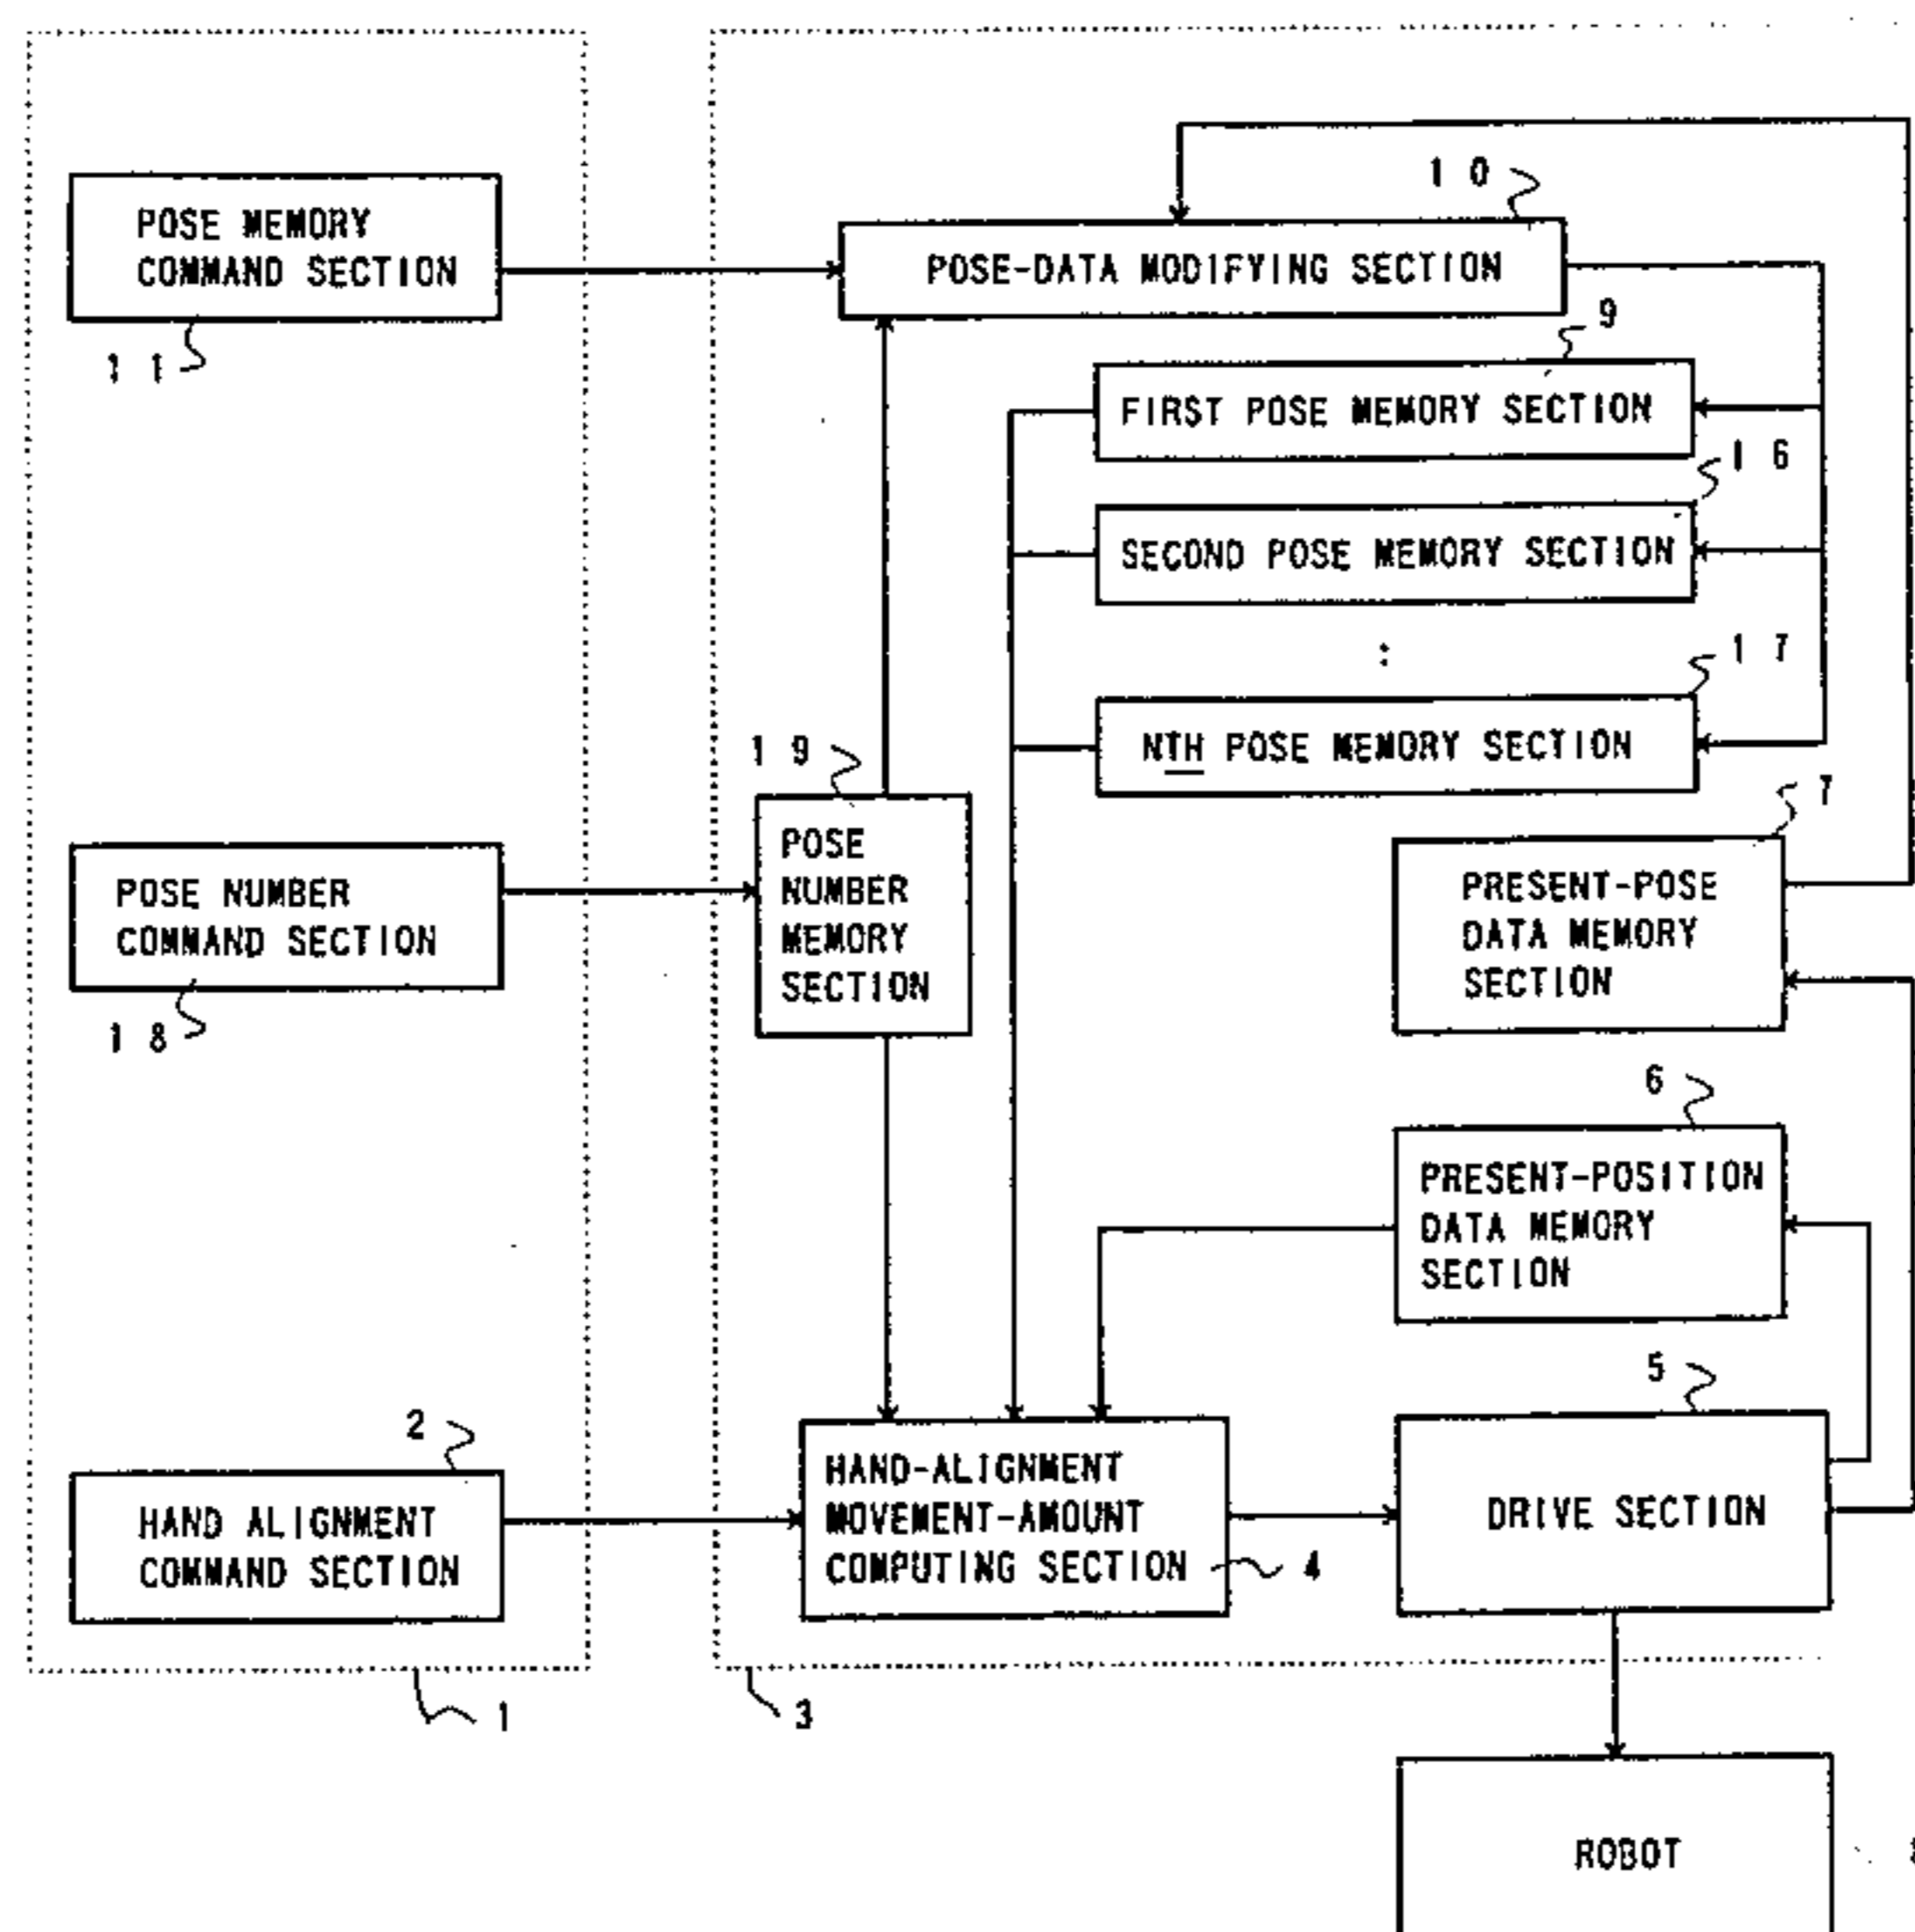 1 0
POSE MEMORY
COMMAND SECTION
1 1
POSE-DATA MODIFYING SECTION
9
FIRST POSE MEMORY SECTION
1 6
SECOND POSE MEMORY SECTION
:
1 7
NTH POSE MEMORY SECTION
1 9
POSE
NUMBER
MEMORY
SECTION
7
POSE NUMBER
COMMAND SECTION
1 8
PRESENT-POSE
DATA MEMORY
SECTION
6
PRESENT-POSITION
DATA MEMORY
SECTION
5
2
HAND ALIGNMENT
COMMAND SECTION
HAND-ALIGNMENT
MOVEMENT-AMOUNT
COMPUTING SECTION
4
DRIVE SECTION
1
3
ROBOT